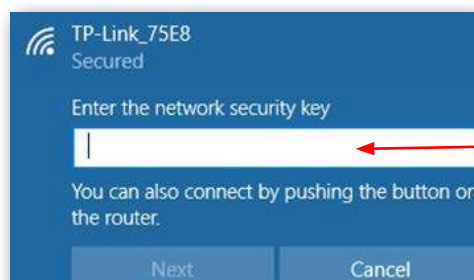 TP-Link_75E8
Secured
Enter the network security key
You can also connect by pushing the button on
the router.
Next
Cancel